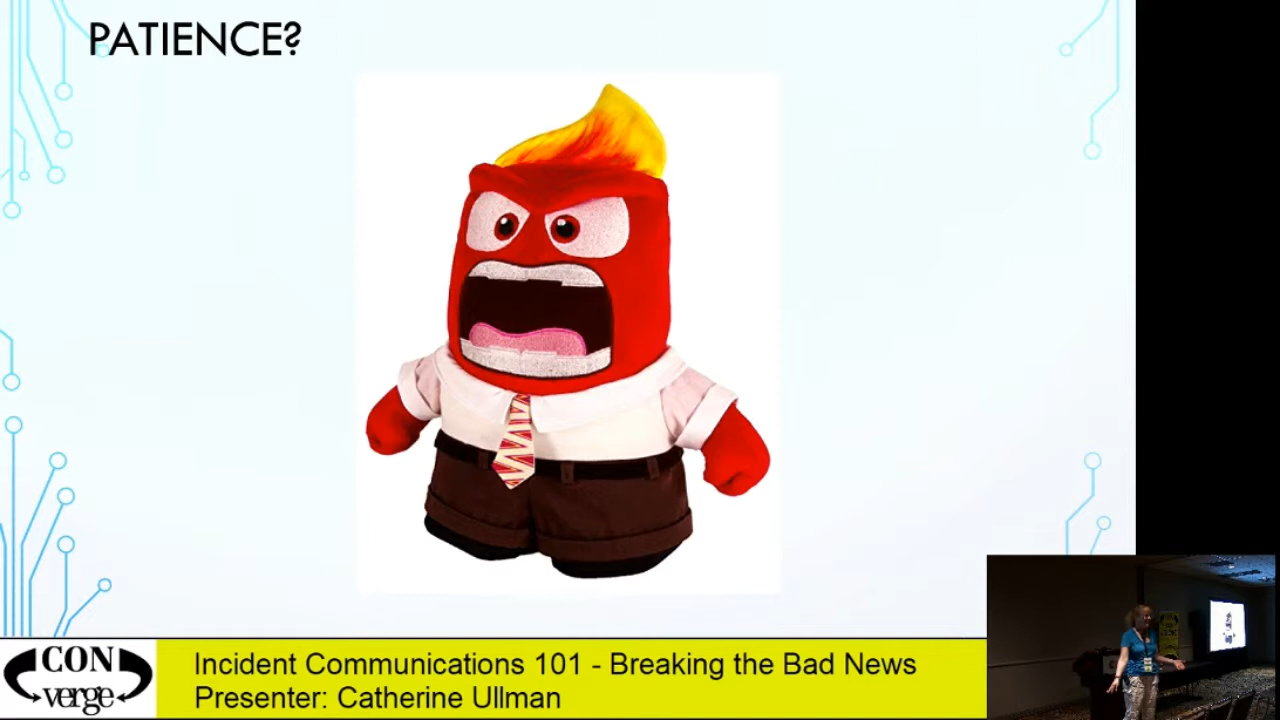 PATIENCE?
CON
verge
Incident Communications 101 - Breaking the Bad News
Presenter: Catherine Ullman